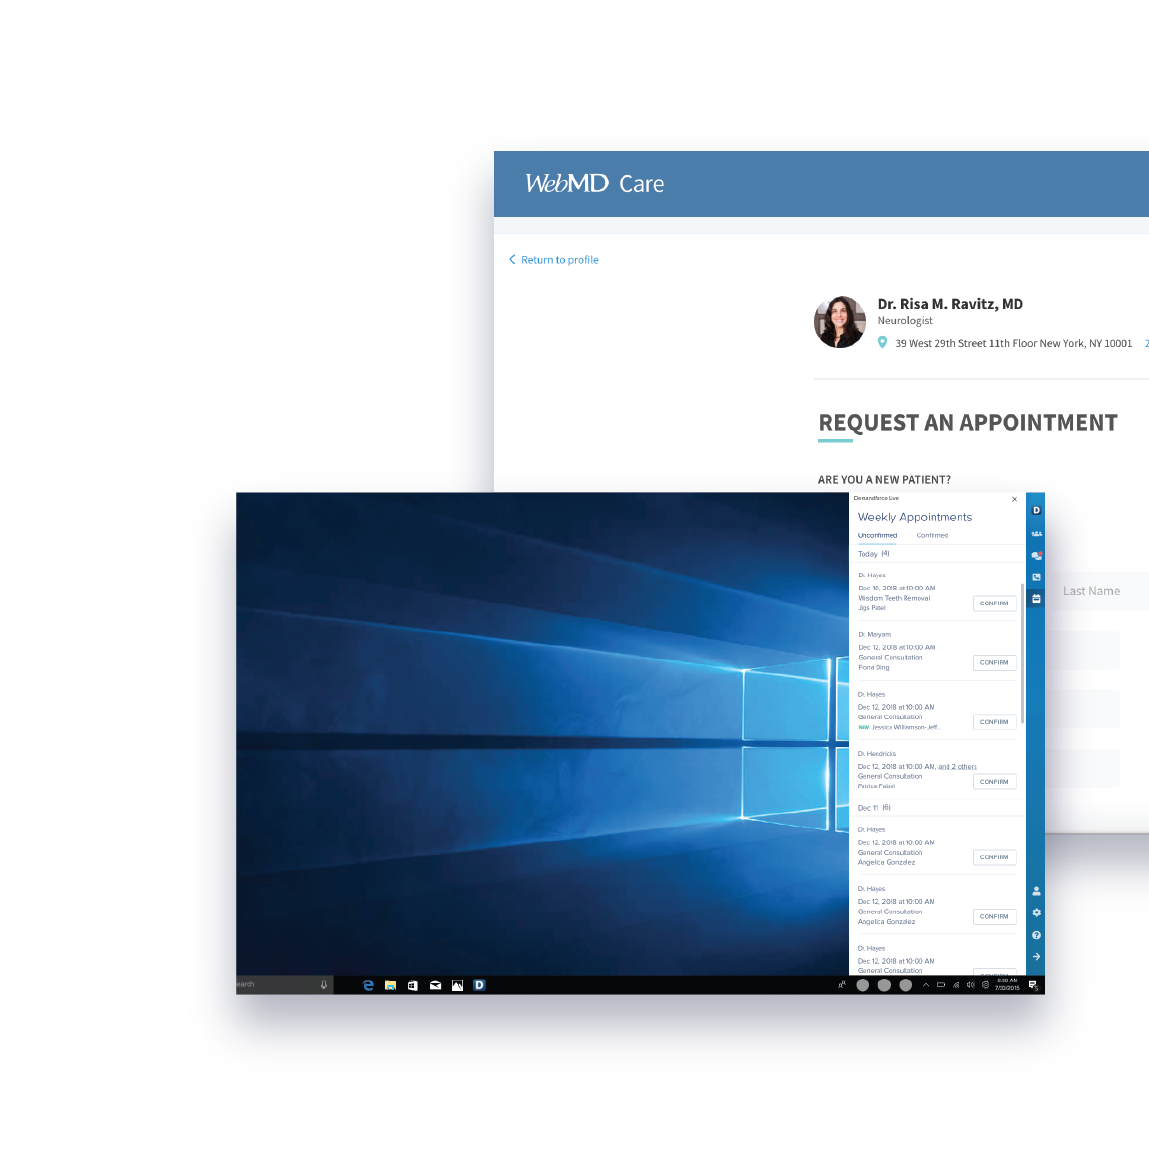 WebMD Care
Return to profile
Dr. Risa M. Ravitz, MD
Neurologist
39 West 29th Street 11th Floor New York, NY 10001 2
REQUEST AN APPOINTMENT
ARE YOU A NEW PATIENT?
Last Name
Demandforce Live
Weekly Appointments
Unconfirmed Confirmed
Today (4)
Dr. Hayes
Dec 16, 2018 at 10:00 AM
Wisdom Teeth Removal
Jigs Patel
CONFIRM
Dr. Maryam
Dec 12, 2018 at 10:00 AM
General Consultation
Fiona Ding
CONFIRM
Dr. Hayes
Dec 12, 2018 at 10:00 AM
General Consultation
NEW Jessica Williamson-Jeff...
CONFIRM
Dr. Hendricks
Dec 12, 2018 at 10:00 AM, and 2 others
General Consultation
CONFIRM
Dec 11 (6)
Dr. Hayes
Dec 12, 2018 at 10:00 AM
General Consultation
Angelica Gonzalez
CONFIRM
Dr. Hayes
Dec 12, 2018 at 10:00 AM
General Consultation
Angelica Gonzalez
CONFIRM
Dr. Hayes
Dec 12, 2018 at 10:00 AM
General Consultation
CONFIRM
D
earch
D
6:30 AM
7/30/2015